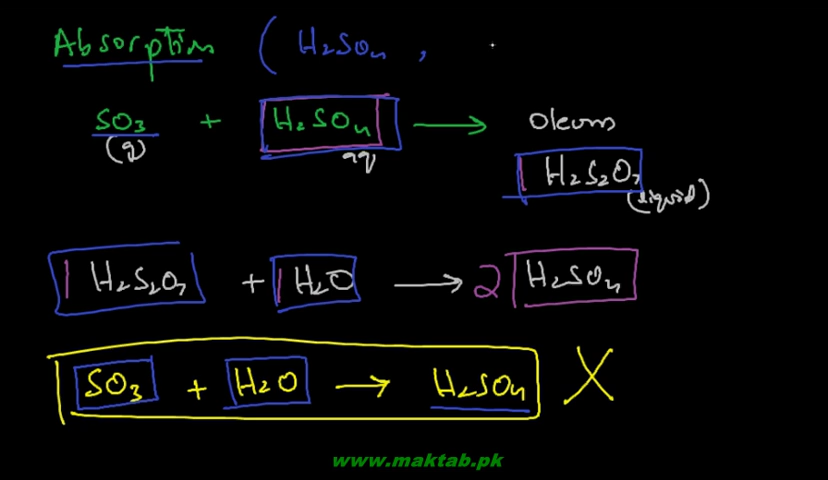 Absorption ( H₂SO₄ ,
SO₃ + H₂SO₄ → Oleum
(g) aq
1 H₂S₂O₇
(liquid)
1 H₂S₂O₇ + 1 H₂O → 2 H₂SO₄
SO₃ + H₂O → H₂SO₄ X
www.maktab.pk